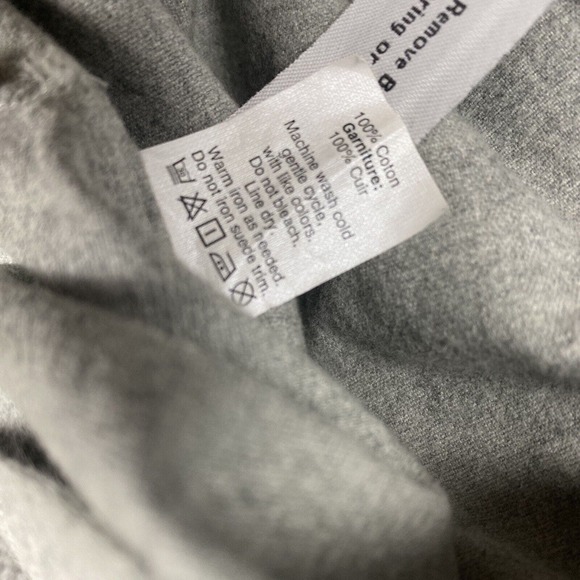 Remove B
ring or
100% Coton
Garniture:
100% Cuir
Machine wash cold
gentle cycle,
with like colors.
Do not bleach.
Line dry.
Warm iron as needed.
Do not iron suede trim.